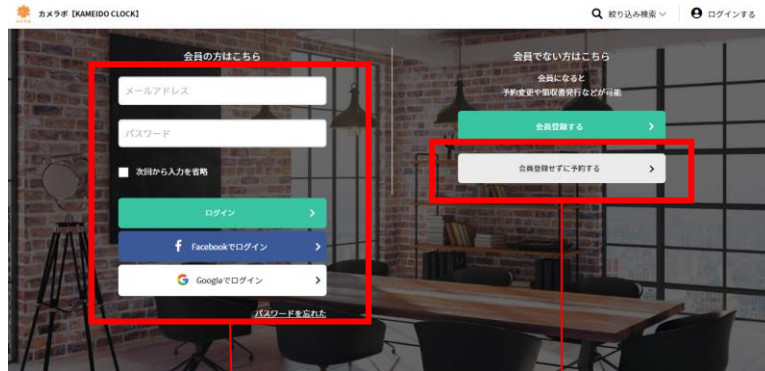 カメラボ【KAMEIDO CLOCK】
絞り込み検索
ログインする
会員の方はこちら
メールアドレス
パスワード
次回から入力を省略
ログイン
Facebookでログイン
Googleでログイン
パスワードを忘れた
会員でない方はこちら
会員になると
予約変更や領収書発行などが可能
会員登録する
会員登録せずに予約する